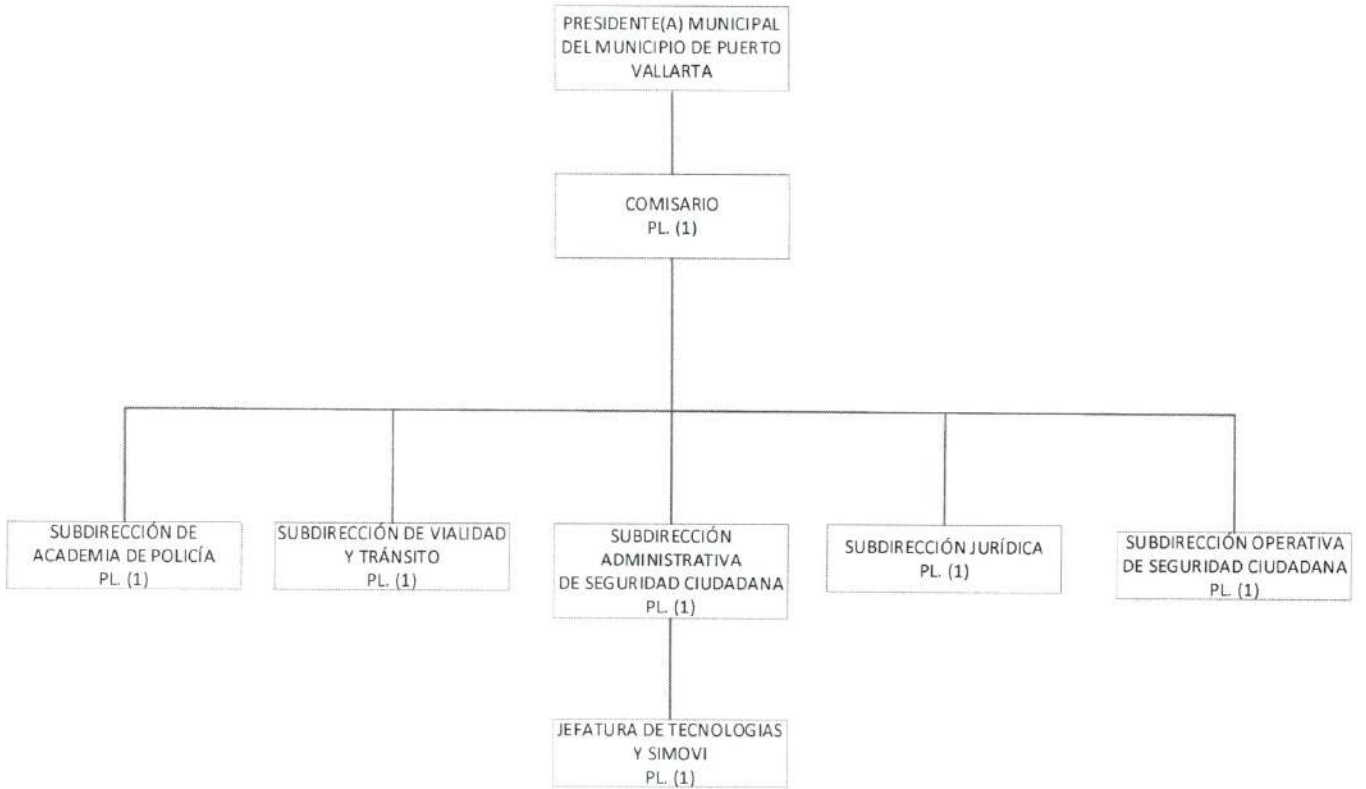 PRESIDENTE(A) MUNICIPAL
DEL MUNICIPIO DE PUERTO
VALLARTA
COMISARIO
PL. (1)
SUBDIRECCIÓN DE
ACADEMIA DE POLICÍA
PL. (1)
SUBDIRECCIÓN DE VIALIDAD
Y TRÁNSITO
PL. (1)
SUBDIRECCIÓN
ADMINISTRATIVA
DE SEGURIDAD CIUDADANA
PL. (1)
SUBDIRECCIÓN JURÍDICA
PL. (1)
SUBDIRECCIÓN OPERATIVA
DE SEGURIDAD CIUDADANA
PL. (1)
JEFATURA DE TECNOLOGIAS
Y SIMOVI
PL. (1)